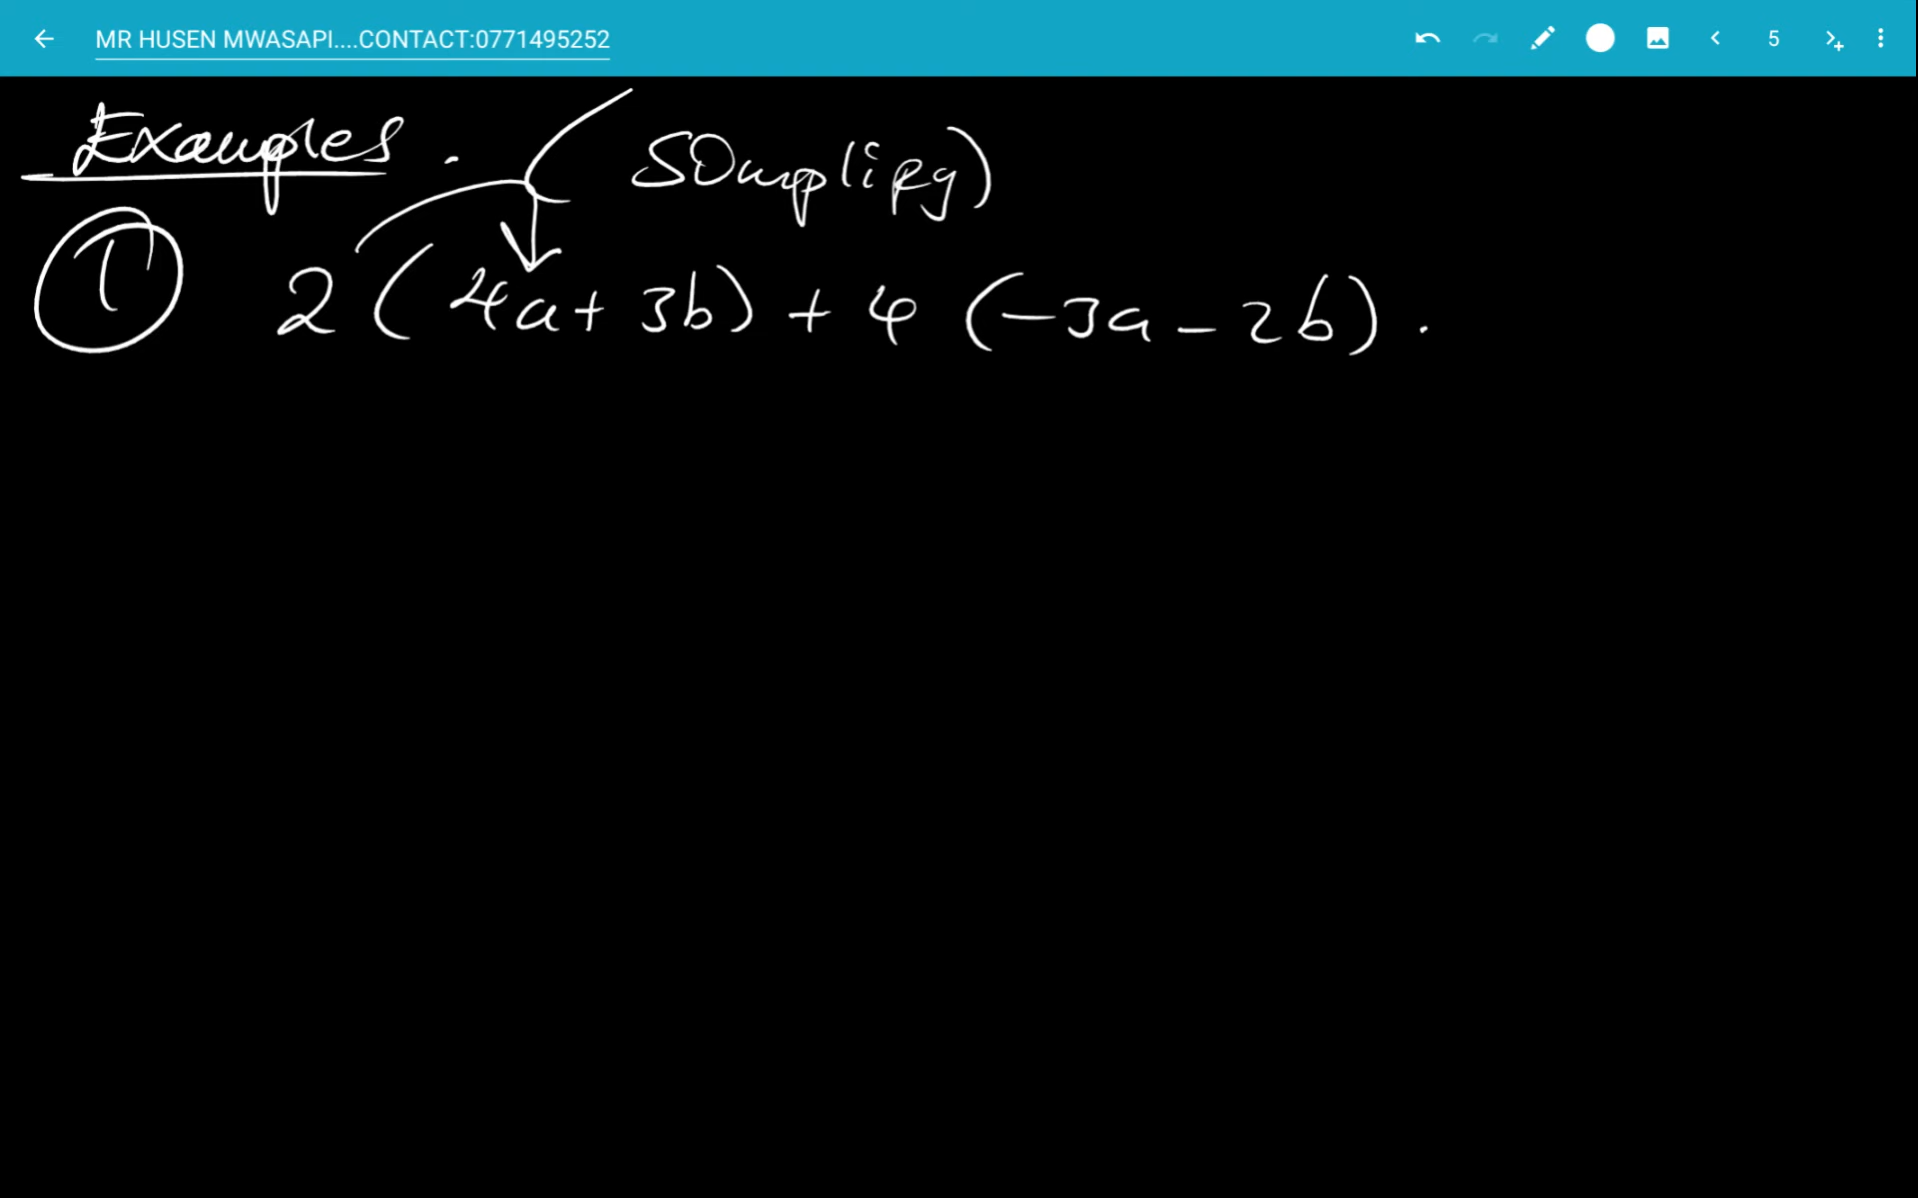 MR HUSEN MWASAPI....CONTACT:0771495252
5
Examples. (Simplify)
1 2(4a+3b)+4(-3a-2b).